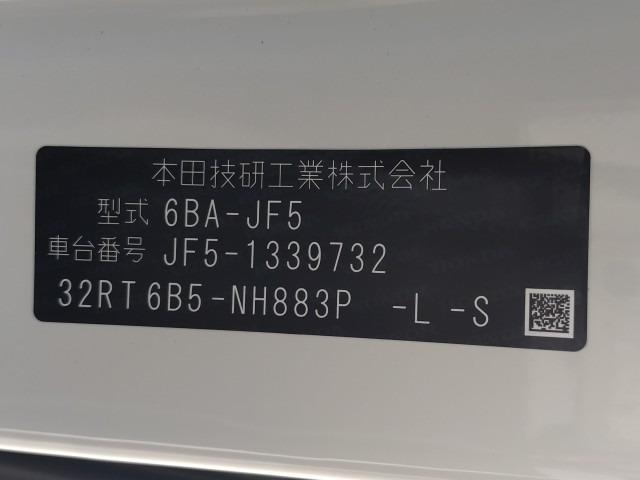 本田技研工業株式会社
型式 6BA-JF5
車台番号 JF5-1339732
32RT6B5-NH883P -L-S